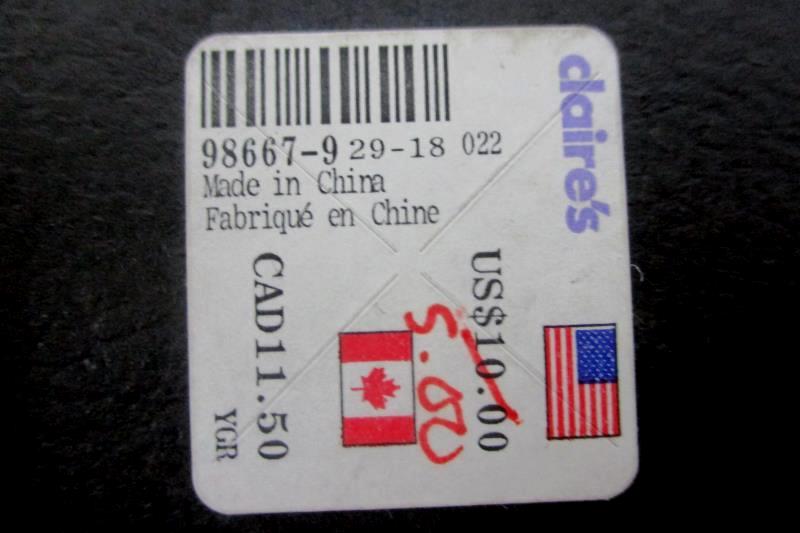 98667-9 29-18 022
Made in China
Fabriqué en Chine
claire's
US$10.00
5.00
CAD11.50
YGR